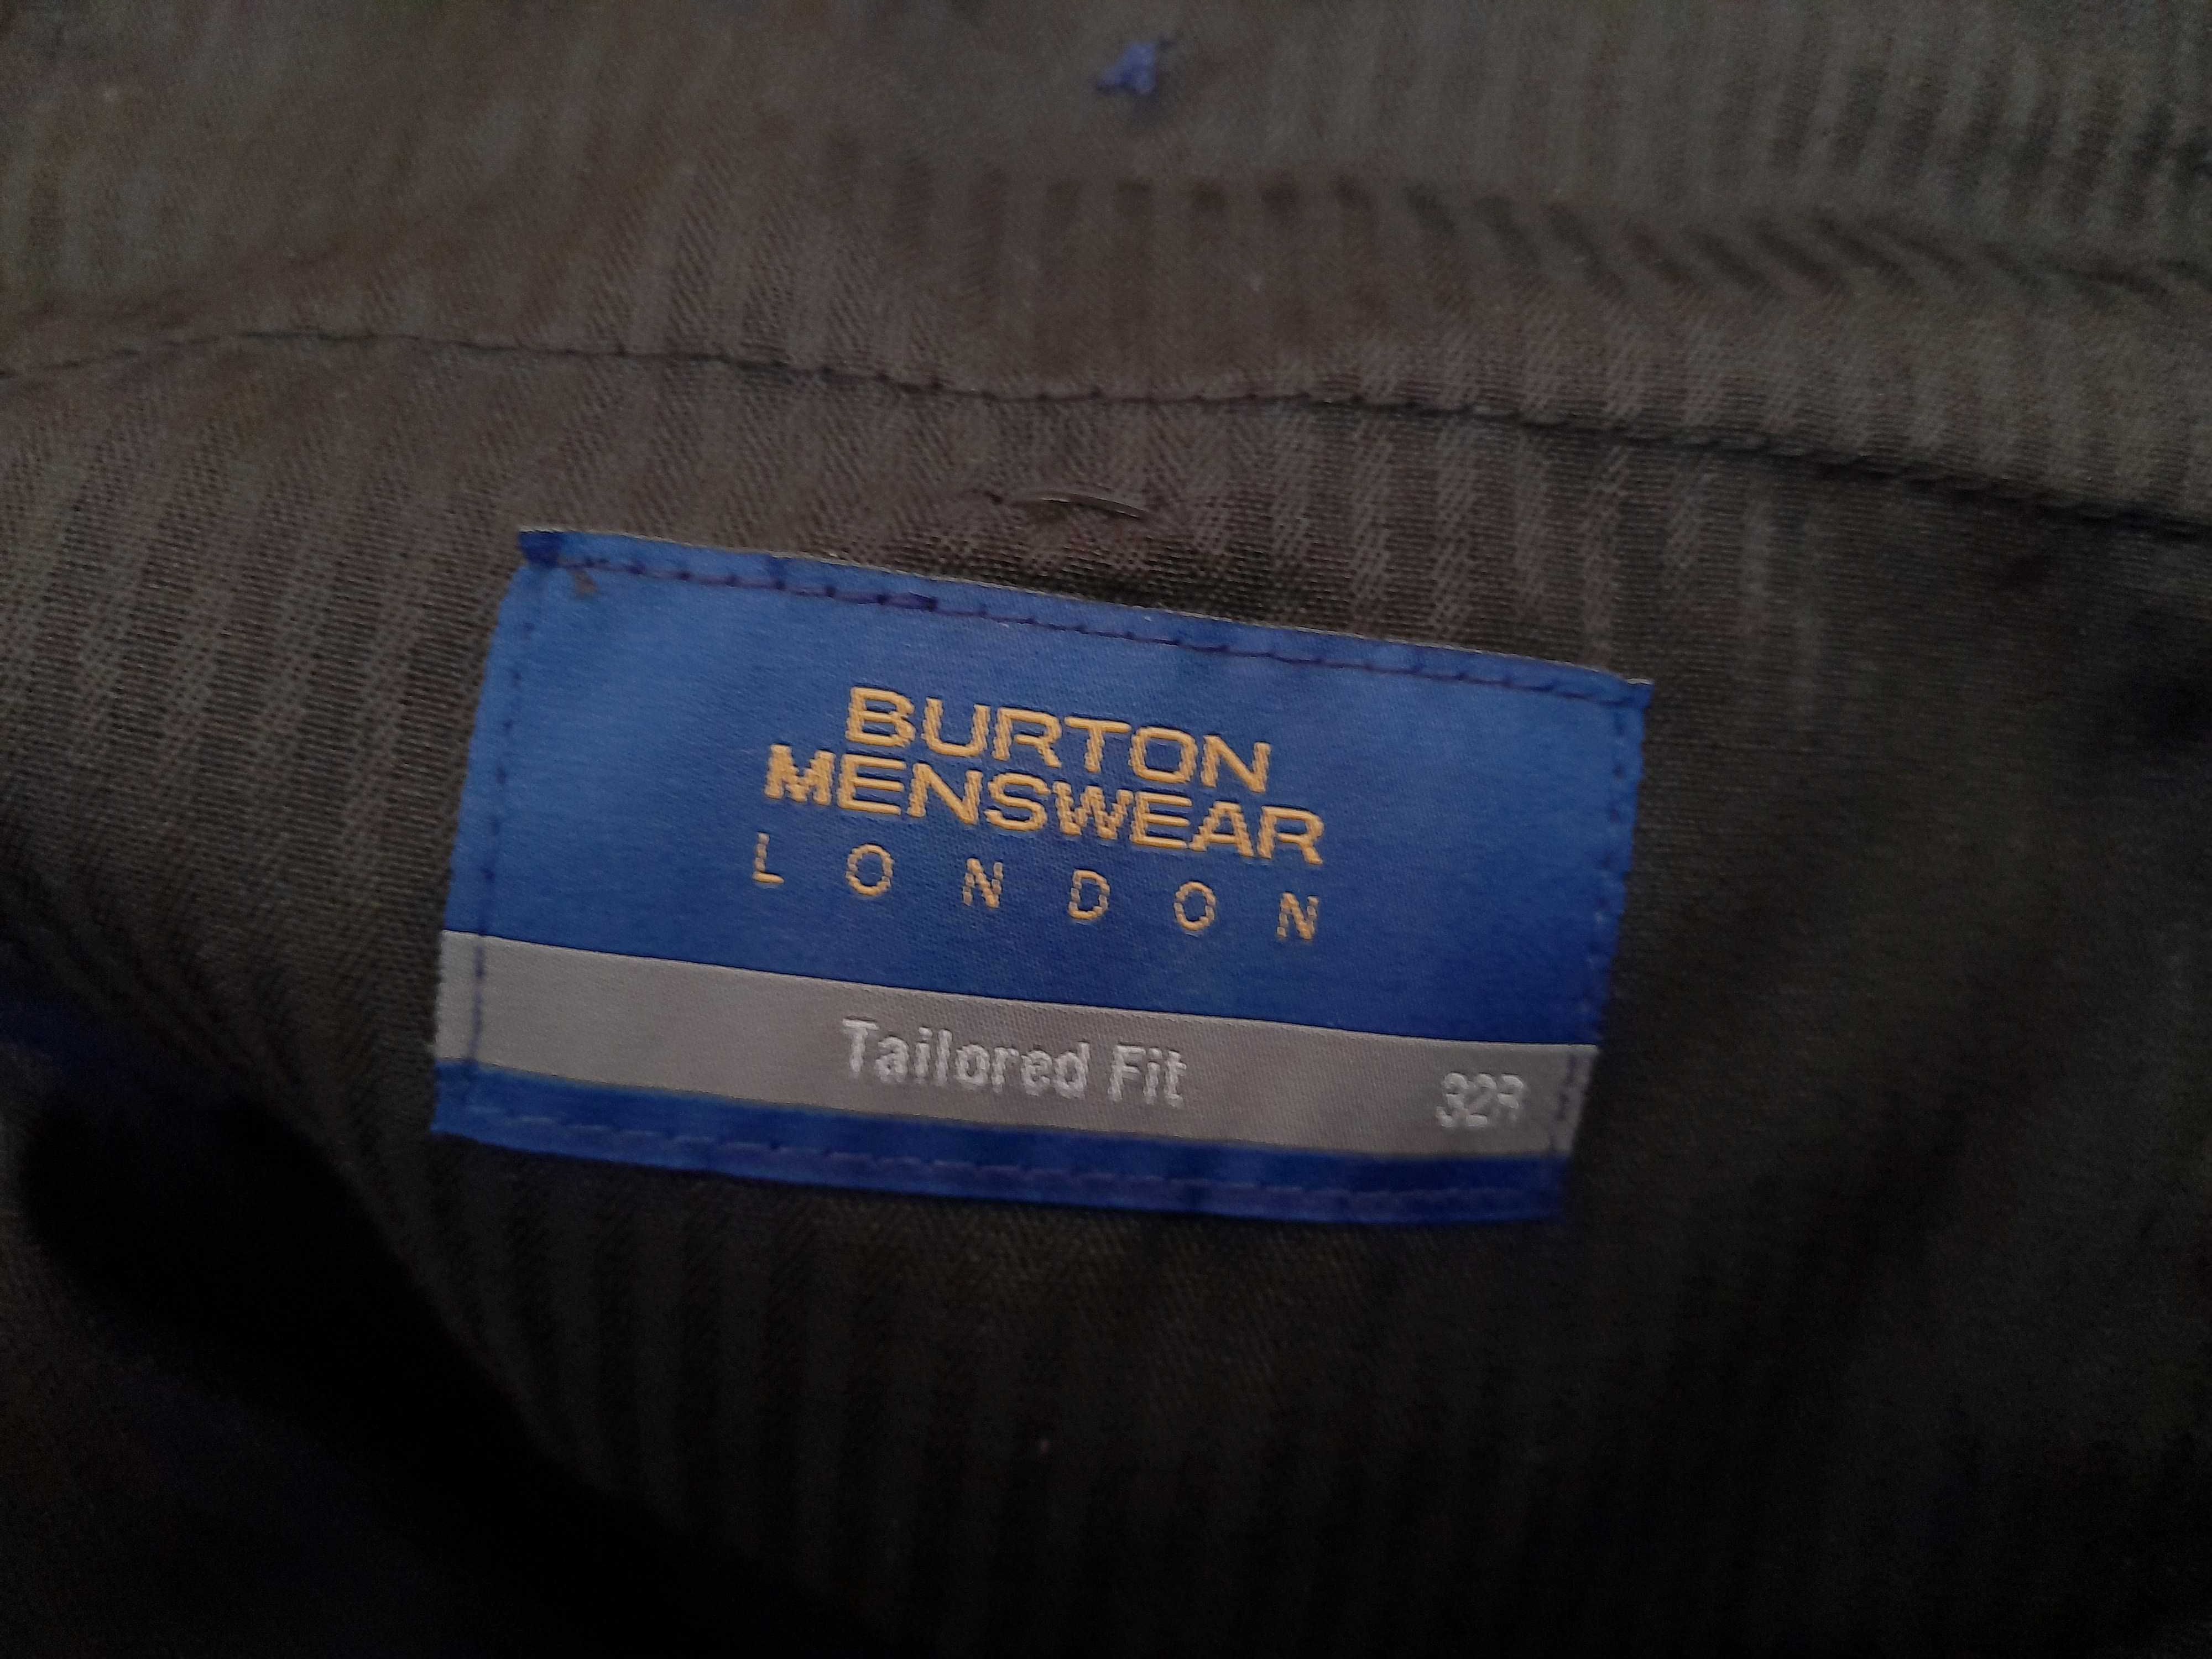 BURTON
MENSWEAR
LONDON
Tailored Fit 32R